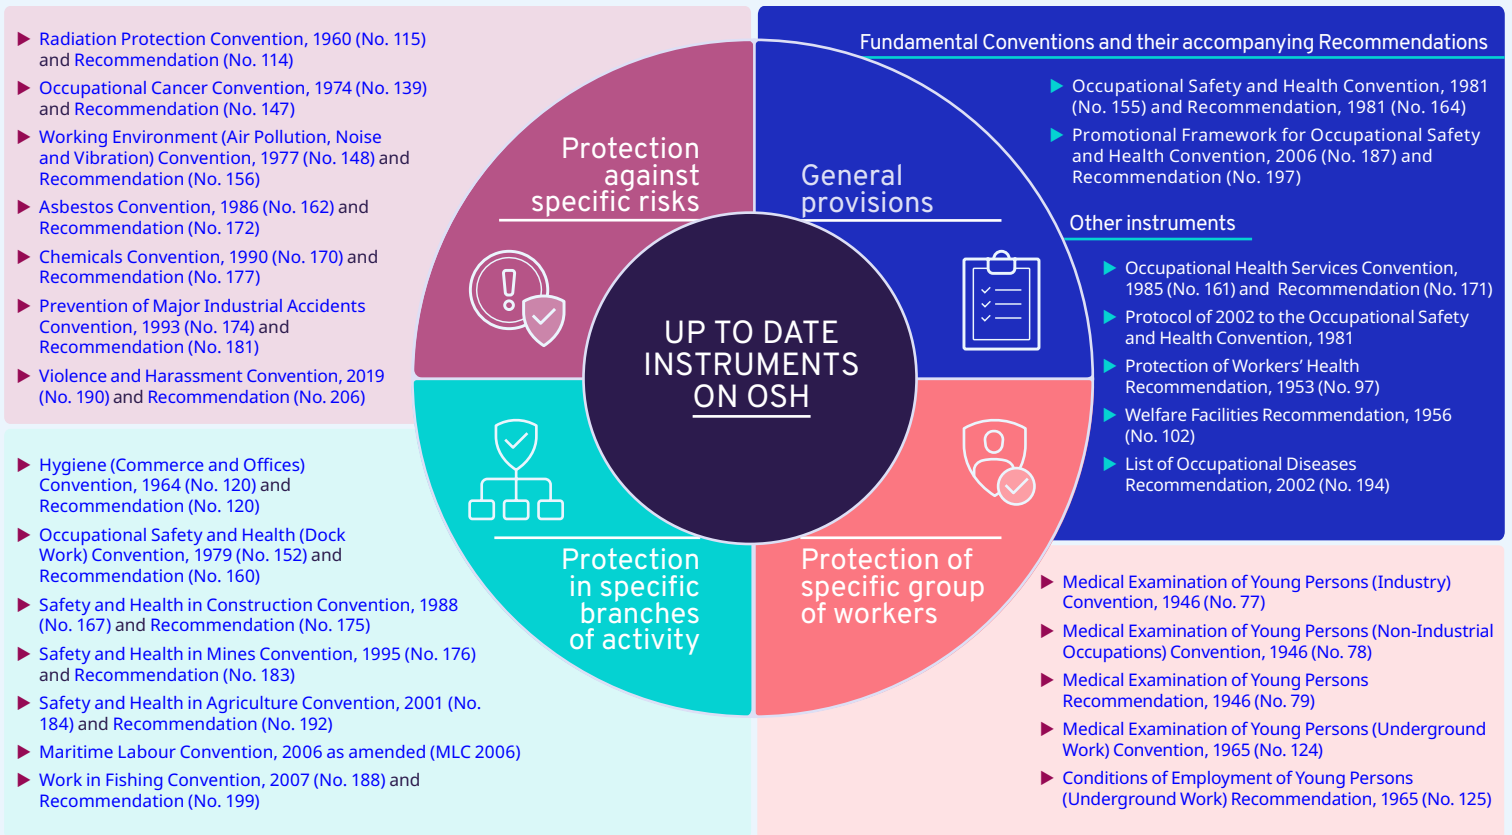 Radiation Protection Convention, 1960 (No. 115)
and Recommendation (No. 114)
Occupational Cancer Convention, 1974 (No. 139)
and Recommendation (No. 147)
Working Environment (Air Pollution, Noise
and Vibration) Convention, 1977 (No. 148) and
Recommendation (No. 156)
Asbestos Convention, 1986 (No. 162) and
Recommendation (No. 172)
Chemicals Convention, 1990 (No. 170) and
Recommendation (No. 177)
Prevention of Major Industrial Accidents
Convention, 1993 (No. 174) and
Recommendation (No. 181)
Violence and Harassment Convention, 2019
(No. 190) and Recommendation (No. 206)
Protection
against
specific risks
General
provisions
Fundamental Conventions and their accompanying Recommendations
Occupational Safety and Health Convention, 1981
(No. 155) and Recommendation, 1981 (No. 164)
Promotional Framework for Occupational Safety
and Health Convention, 2006 (No. 187) and
Recommendation (No. 197)
Other instruments
Occupational Health Services Convention,
1985 (No. 161) and Recommendation (No. 171)
Protocol of 2002 to the Occupational Safety
and Health Convention, 1981
Protection of Workers’ Health
Recommendation, 1953 (No. 97)
Welfare Facilities Recommendation, 1956
(No. 102)
List of Occupational Diseases
Recommendation, 2002 (No. 194)
UP TO DATE
INSTRUMENTS
ON OSH
Hygiene (Commerce and Offices)
Convention, 1964 (No. 120) and
Recommendation (No. 120)
Occupational Safety and Health (Dock
Work) Convention, 1979 (No. 152) and
Recommendation (No. 160)
Safety and Health in Construction Convention, 1988
(No. 167) and Recommendation (No. 175)
Safety and Health in Mines Convention, 1995 (No. 176)
and Recommendation (No. 183)
Safety and Health in Agriculture Convention, 2001 (No.
184) and Recommendation (No. 192)
Maritime Labour Convention, 2006 as amended (MLC 2006)
Work in Fishing Convention, 2007 (No. 188) and
Recommendation (No. 199)
Protection
in specific
branches
of activity
Protection of
specific group
of workers
Medical Examination of Young Persons (Industry)
Convention, 1946 (No. 77)
Medical Examination of Young Persons (Non-Industrial
Occupations) Convention, 1946 (No. 78)
Medical Examination of Young Persons
Recommendation, 1946 (No. 79)
Medical Examination of Young Persons (Underground
Work) Convention, 1965 (No. 124)
Conditions of Employment of Young Persons
(Underground Work) Recommendation, 1965 (No. 125)